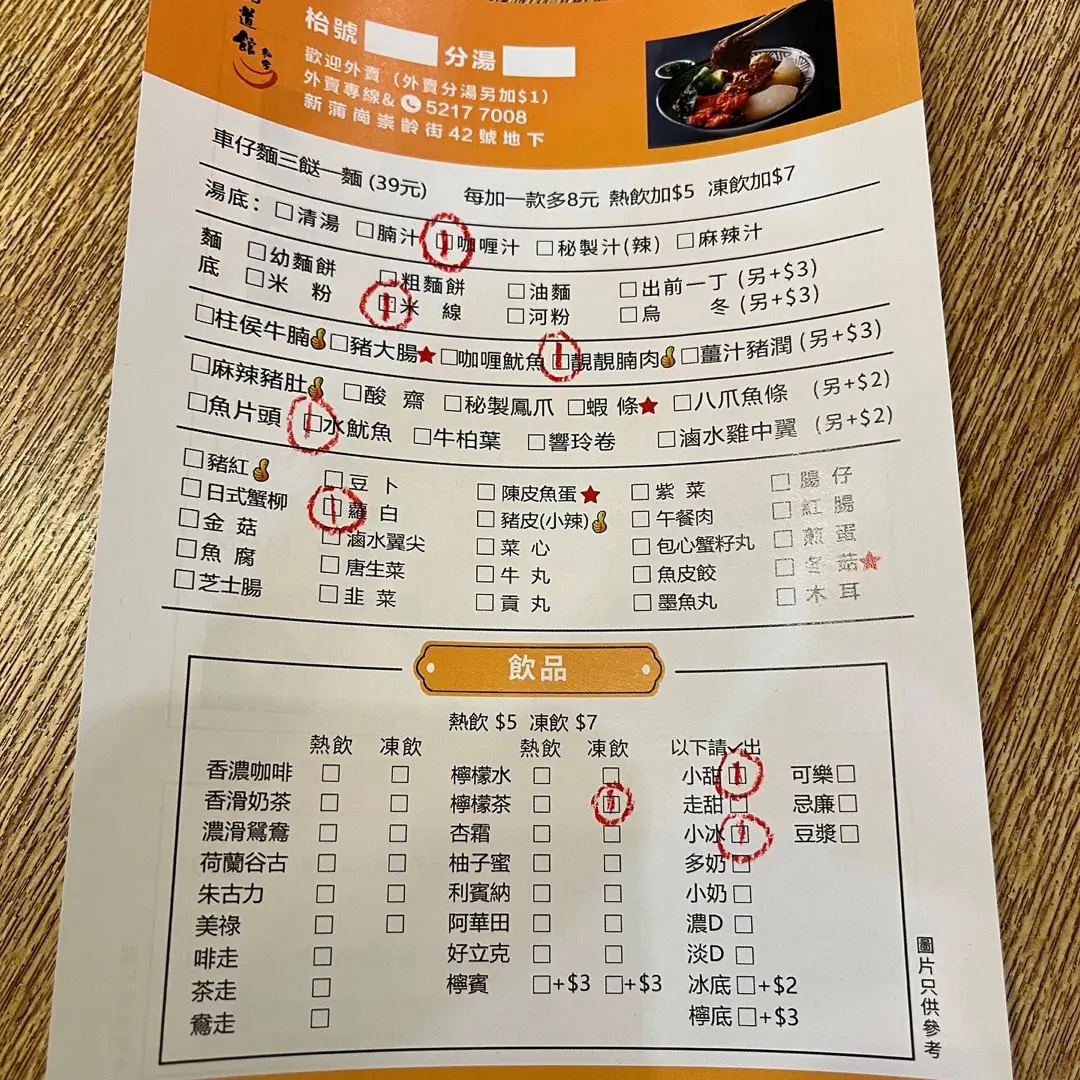 道館
枱號 分湯
歡迎外賣 (外賣分湯另加$1)
外賣專線& 5217 7008
新蒲崗崇齡街42號地下
車仔麵三餸一麵 (39元) 每加一款多8元 熱飲加$5 凍飲加$7
湯底: □清湯 □腩汁 □咖喱汁 □秘製汁(辣) □麻辣汁
麵底 □幼麵餅 □粗麵餅 □油麵 □出前一丁 (另+$3)
□米粉 □米線 □河粉 □烏冬 (另+$3)
□柱侯牛腩 □豬大腸 □咖喱魷魚 □靚靚腩肉 □薑汁豬潤 (另+$3)
□麻辣豬肚 □酸齋 □秘製鳳爪 □蝦條 □八爪魚條 (另+$2)
□魚片頭 □水魷魚 □牛柏葉 □響玲卷 □滷水雞中翼 (另+$2)
□豬紅 □豆卜 □陳皮魚蛋 □紫菜 □腸仔
□日式蟹柳 □蘿白 □豬皮(小辣) □午餐肉 □紅腸
□金菇 □滷水翼尖 □菜心 □包心蟹籽丸 □煎蛋
□魚腐 □唐生菜 □牛丸 □魚皮餃 □冬菇
□芝士腸 □韭菜 □貢丸 □墨魚丸 □木耳
飲品
熱飲 $5 凍飲 $7
熱飲 凍飲 熱飲 凍飲 以下請✓出
香濃咖啡 □ □ 檸檬水 □ □ 小甜□ 可樂□
香滑奶茶 □ □ 檸檬茶 □ □ 走甜□ 忌廉□
濃滑鴛鴦 □ □ 杏霜 □ □ 小冰□ 豆漿□
荷蘭谷古 □ □ 柚子蜜 □ □ 多奶□
朱古力 □ □ 利賓納 □ □ 小奶□
美祿 □ □ 阿華田 □ □ 濃D□
啡走 □ 好立克 □ □ 淡D□
茶走 □ 檸賓 □+$3 □+$3 冰底□+$2
鴦走 □ 檸底□+$3
圖片只供參考